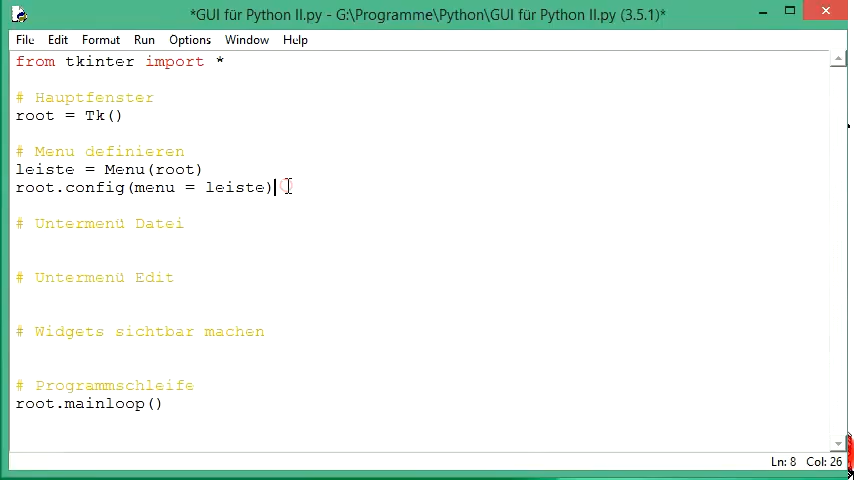 *GUI für Python II.py - G:\Programme\Python\GUI für Python II.py (3.5.1)*
File Edit Format Run Options Window Help
from tkinter import *
# Hauptfenster
root = Tk()
# Menu definieren
leiste = Menu(root)
root.config(menu = leiste)
# Untermenü Datei
# Untermenü Edit
# Widgets sichtbar machen
# Programmschleife
root.mainloop()
Ln: 8 Col: 26